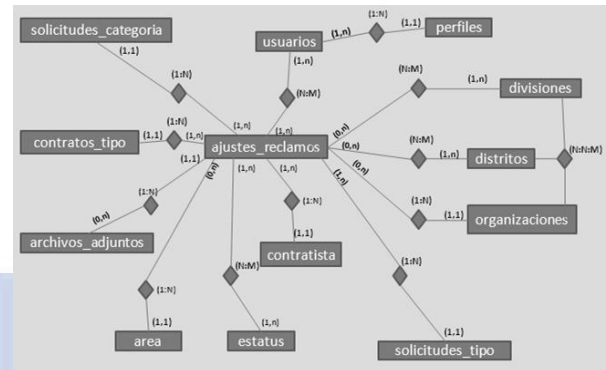 solicitudes_categoria
(1,1)
(1:N)
(1,n)
usuarios
(1,n)
(1:N)
(1,1)
perfiles
(1,n)
(N:M)
(1,n)
contratos_tipo
(1,1)
(1:N)
(1,n)
ajustes_reclamos
(0,n)
(N:M)
(1,n)
divisiones
(0,n)
(N:M)
(1,n)
distritos
(N:N:M)
(0,n)
(1:N)
(1,1)
organizaciones
(1,1)
(1:N)
(0,n)
archivos_adjuntos
(0,n)
(1:N)
(1,1)
area
(1,n)
(N:M)
(1,n)
estatus
(1,n)
(1:N)
(1,1)
contratista
(1,n)
(1:N)
(1,1)
solicitudes_tipo